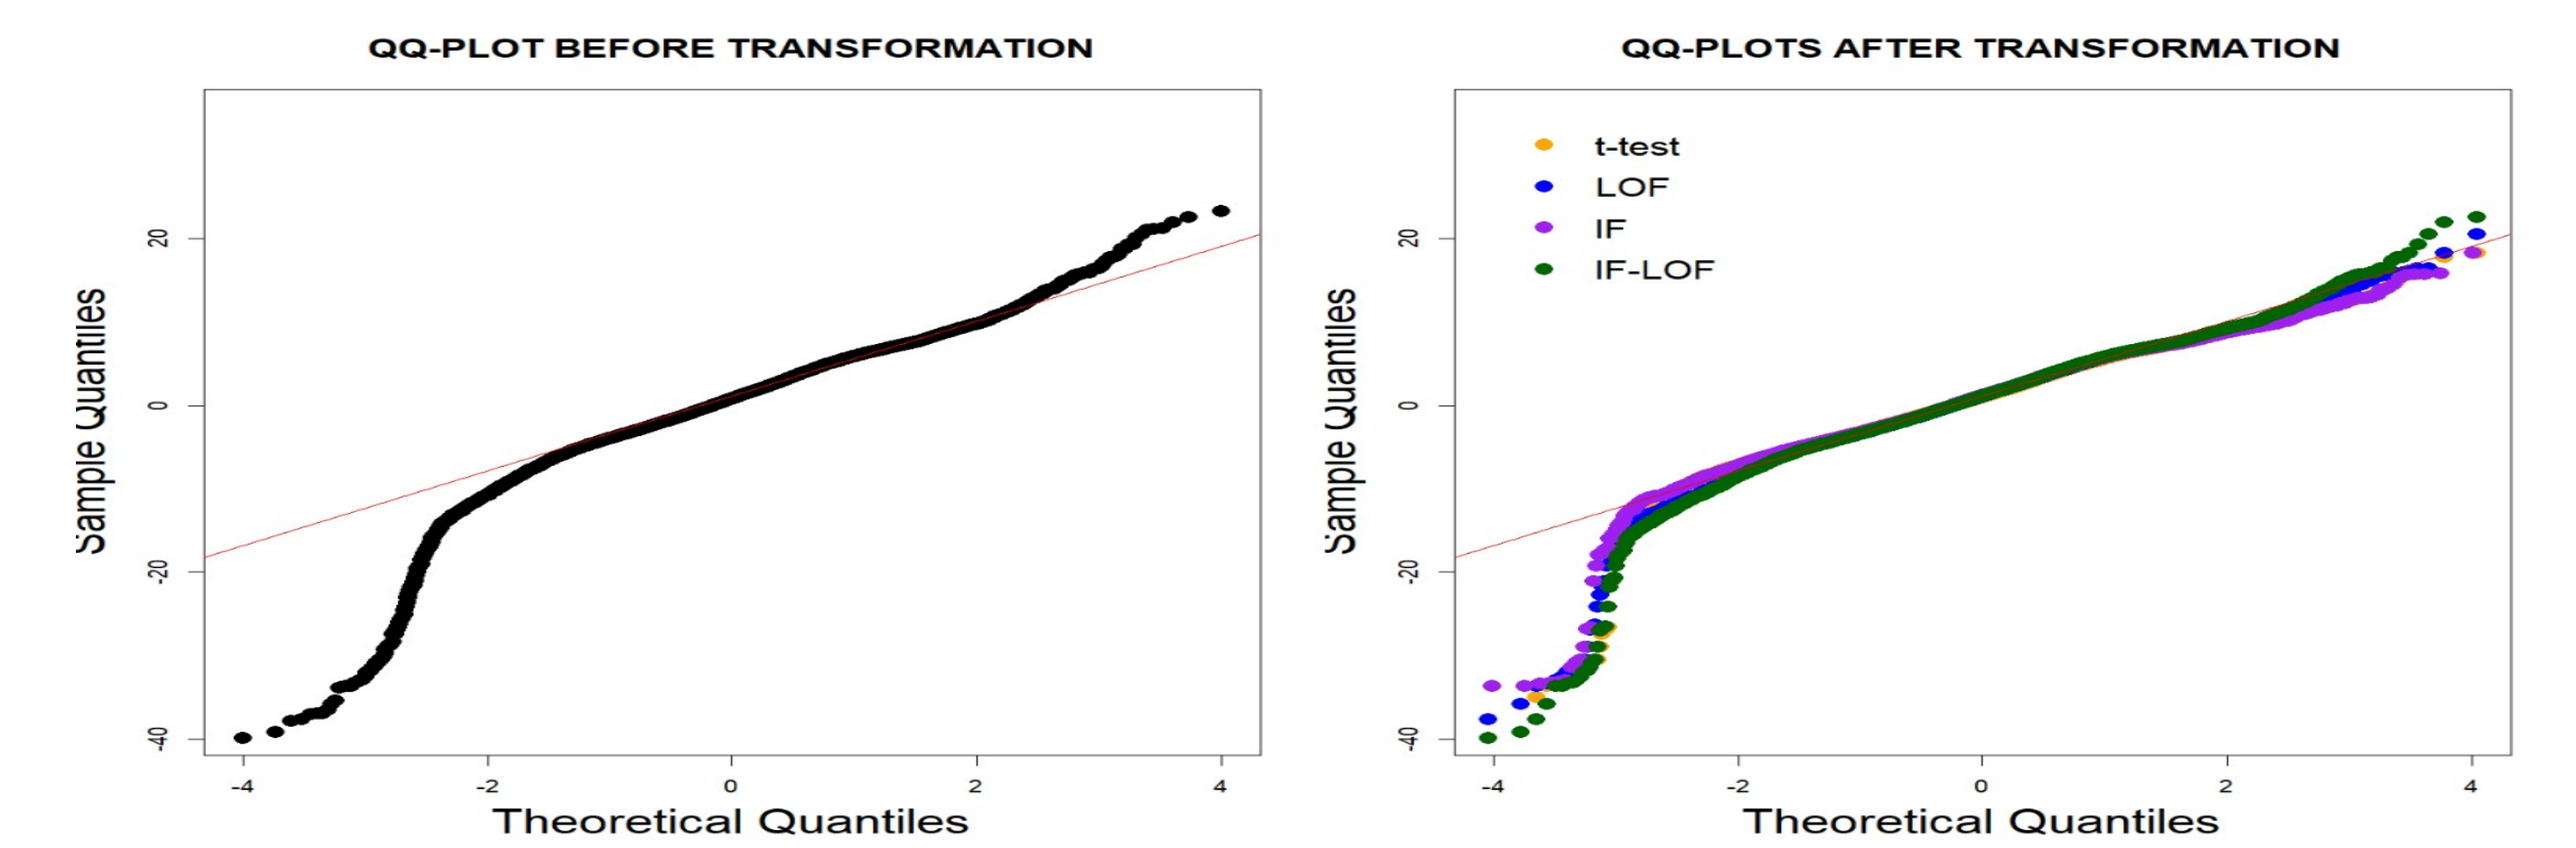 QQ-PLOT BEFORE TRANSFORMATION
Sample Quantiles
20
0
-20
-40
-4 -2 0 2 4
Theoretical Quantiles
QQ-PLOTS AFTER TRANSFORMATION
t-test
LOF
IF
IF-LOF
Sample Quantiles
20
0
-20
-40
-4 -2 0 2 4
Theoretical Quantiles